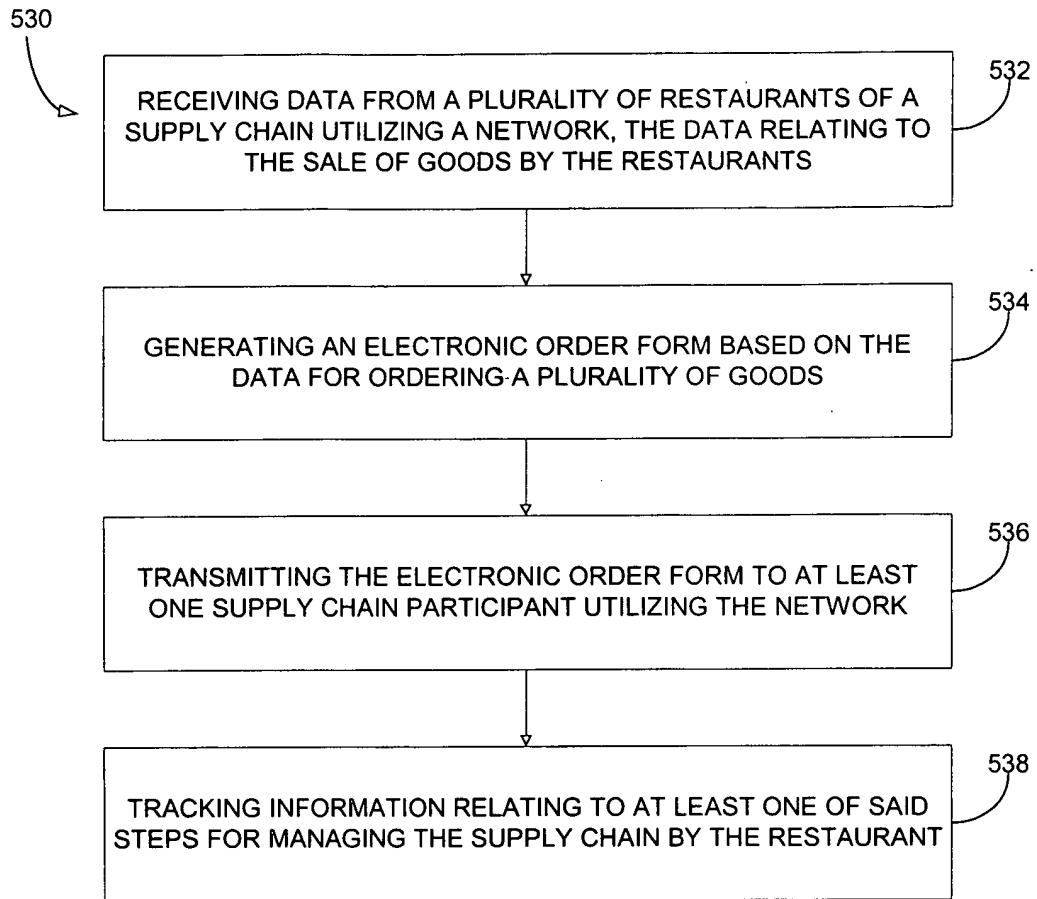 530
532
RECEIVING DATA FROM A PLURALITY OF RESTAURANTS OF A
SUPPLY CHAIN UTILIZING A NETWORK, THE DATA RELATING TO
THE SALE OF GOODS BY THE RESTAURANTS
534
GENERATING AN ELECTRONIC ORDER FORM BASED ON THE
DATA FOR ORDERING A PLURALITY OF GOODS
536
TRANSMITTING THE ELECTRONIC ORDER FORM TO AT LEAST
ONE SUPPLY CHAIN PARTICIPANT UTILIZING THE NETWORK
538
TRACKING INFORMATION RELATING TO AT LEAST ONE OF SAID
STEPS FOR MANAGING THE SUPPLY CHAIN BY THE RESTAURANT